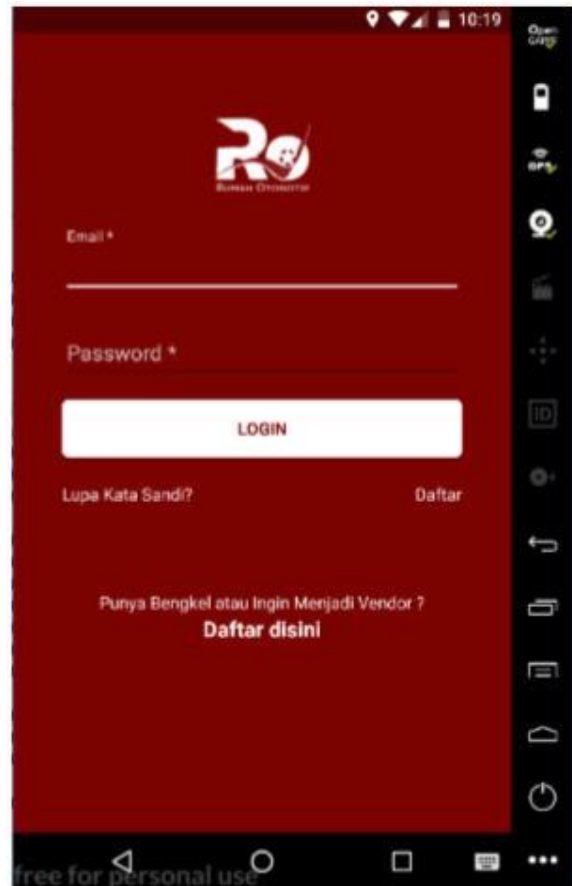 10:19
Open
GAPPS
GPS
RO
RUMAH OTOMOTIF
Email *
Password *
ID
LOGIN
Lupa Kata Sandi?
Daftar
Punya Bengkel atau Ingin Menjadi Vendor ?
Daftar disini
free for personal use